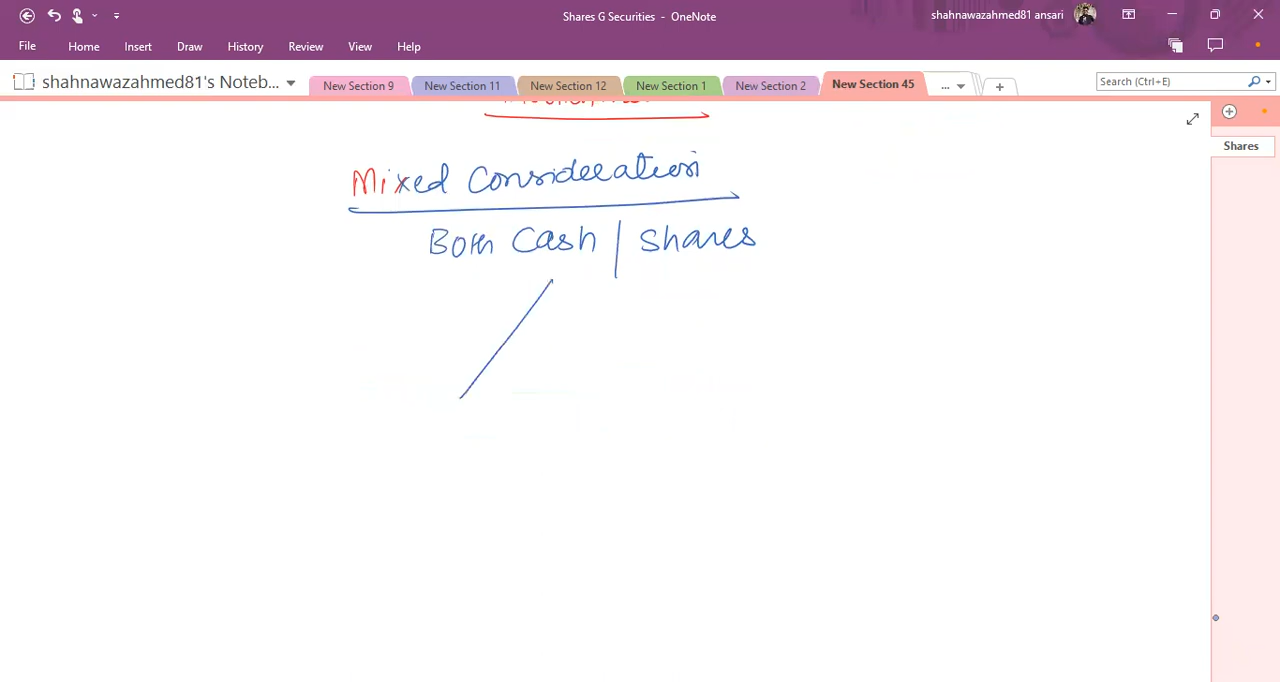 Shares G Securities - OneNote
shahnawazahmed81 ansari
File Home Insert Draw History Review View Help
shahnawazahmed81's Noteb... New Section 9 New Section 11 New Section 12 New Section 1 New Section 2 New Section 45 ... Search (Ctrl+E)
Shares
Mixed Consideration
Both Cash | Shares